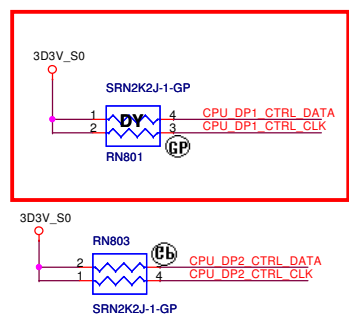 3D3V_S0
SRN2K2J-1-GP
1 DY 4 CPU_DP1_CTRL_DATA
2 3 CPU_DP1_CTRL_CLK
GP
RN801
3D3V_S0
RN803
2 3 CPU_DP2_CTRL_DATA
1 4 CPU_DP2_CTRL_CLK
SRN2K2J-1-GP